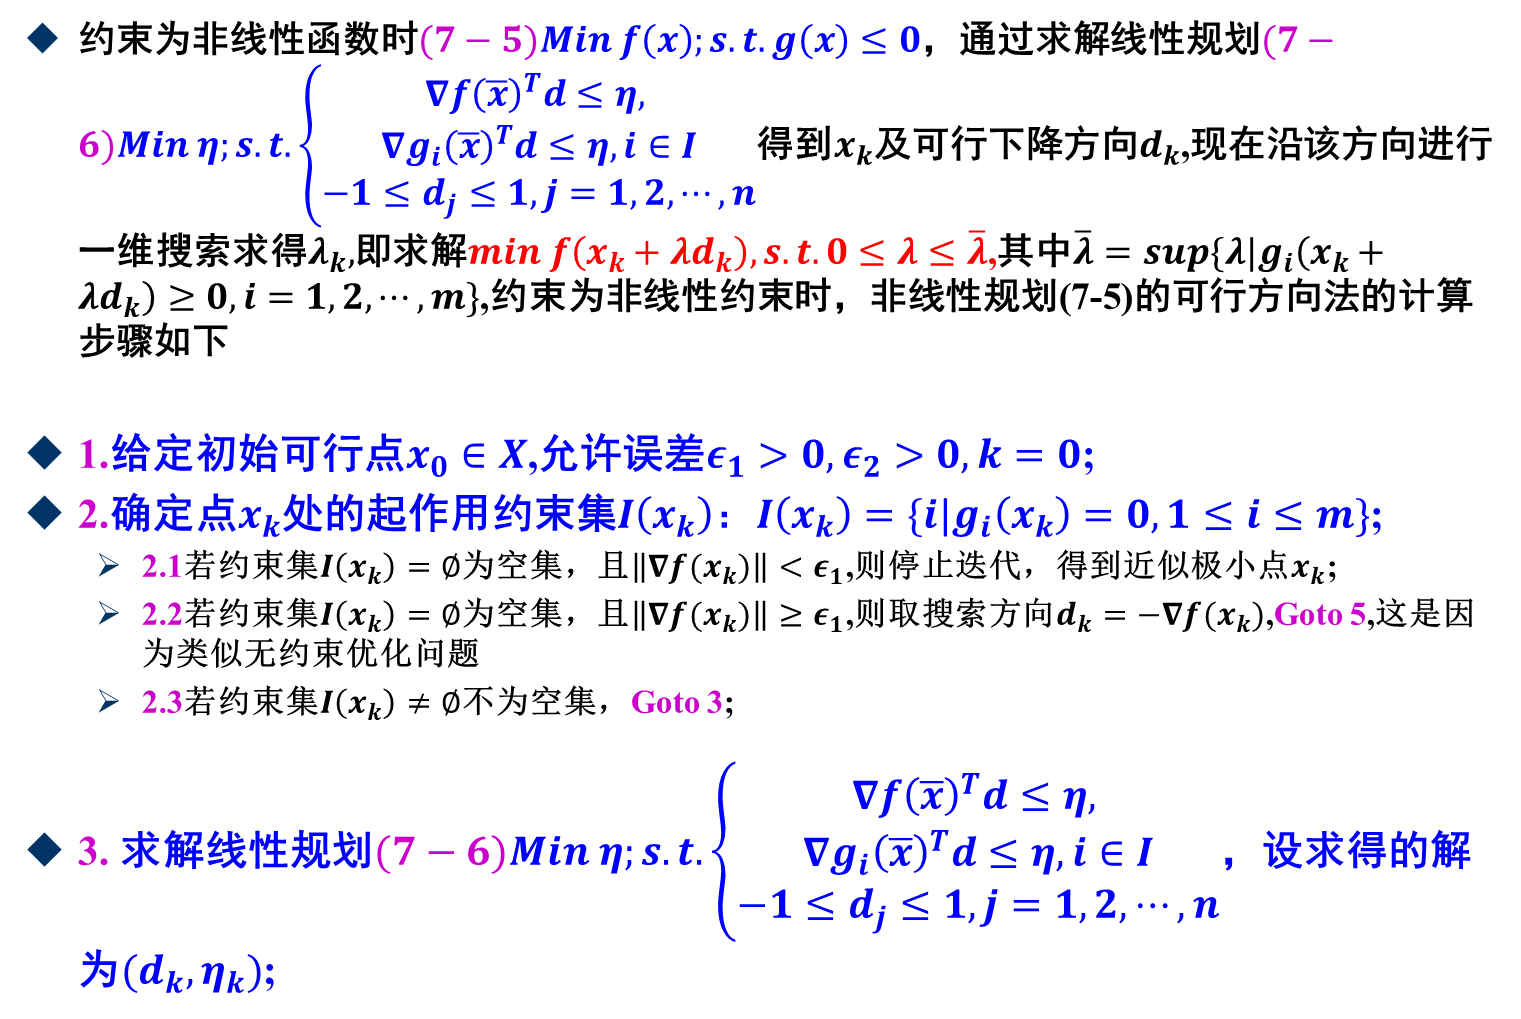 ◆ 约束为非线性函数时(7 − 5)Min f(x); s.t. g(x) ≤ 0，通过求解线性规划(7 −
∇f(x̅)ᵀd ≤ η,
6)Min η; s.t. { ∇gᵢ(x̅)ᵀd ≤ η, i ∈ I 得到xₖ及可行下降方向dₖ,现在沿该方向进行
−1 ≤ dⱼ ≤ 1, j = 1, 2, ⋯, n
一维搜索求得λₖ,即求解min f(xₖ + λdₖ), s.t. 0 ≤ λ ≤ λ̅,其中λ̅ = sup{λ|gᵢ(xₖ +
λdₖ) ≥ 0, i = 1, 2, ⋯, m},约束为非线性约束时，非线性规划(7-5)的可行方向法的计算
步骤如下
◆ 1.给定初始可行点x₀ ∈ X,允许误差ϵ₁ > 0, ϵ₂ > 0, k = 0;
◆ 2.确定点xₖ处的起作用约束集I(xₖ)：I(xₖ) = {i|gᵢ(xₖ) = 0, 1 ≤ i ≤ m};
➢ 2.1若约束集I(xₖ) = ∅为空集，且‖∇f(xₖ)‖ < ϵ₁,则停止迭代，得到近似极小点xₖ;
➢ 2.2若约束集I(xₖ) = ∅为空集，且‖∇f(xₖ)‖ ≥ ϵ₁,则取搜索方向dₖ = −∇f(xₖ),Goto 5,这是因
为类似无约束优化问题
➢ 2.3若约束集I(xₖ) ≠ ∅不为空集，Goto 3;
∇f(x̅)ᵀd ≤ η,
◆ 3. 求解线性规划(7 − 6)Min η; s.t. { ∇gᵢ(x̅)ᵀd ≤ η, i ∈ I ，设求得的解
−1 ≤ dⱼ ≤ 1, j = 1, 2, ⋯, n
为(dₖ, ηₖ);